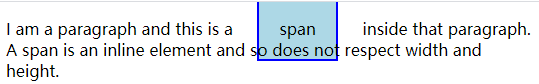 I am a paragraph and this is a span inside that paragraph.
A span is an inline element and so does not respect width and
height.